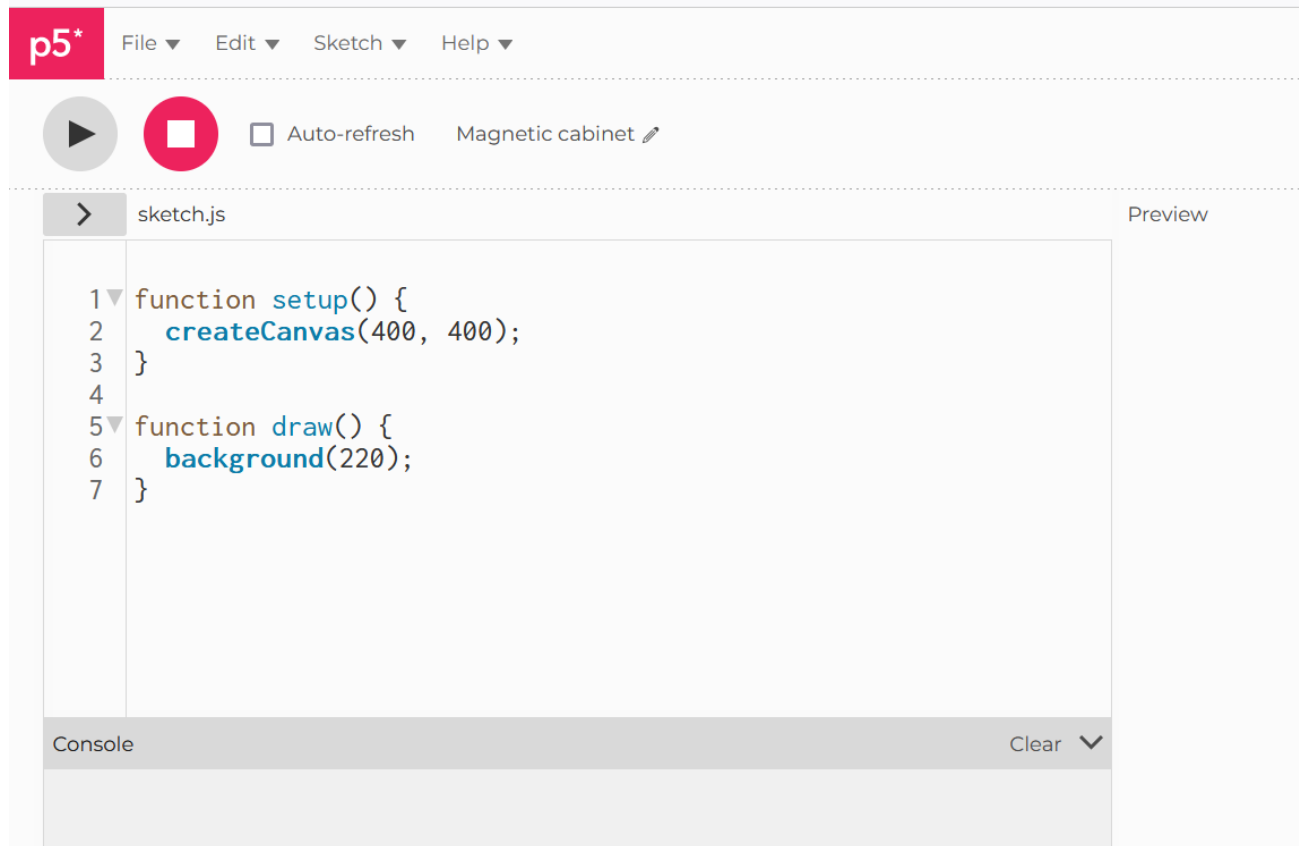 p5* File Edit Sketch Help
Auto-refresh Magnetic cabinet
sketch.js Preview
1 function setup() {
2 createCanvas(400, 400);
3 }
4
5 function draw() {
6 background(220);
7 }
Console Clear